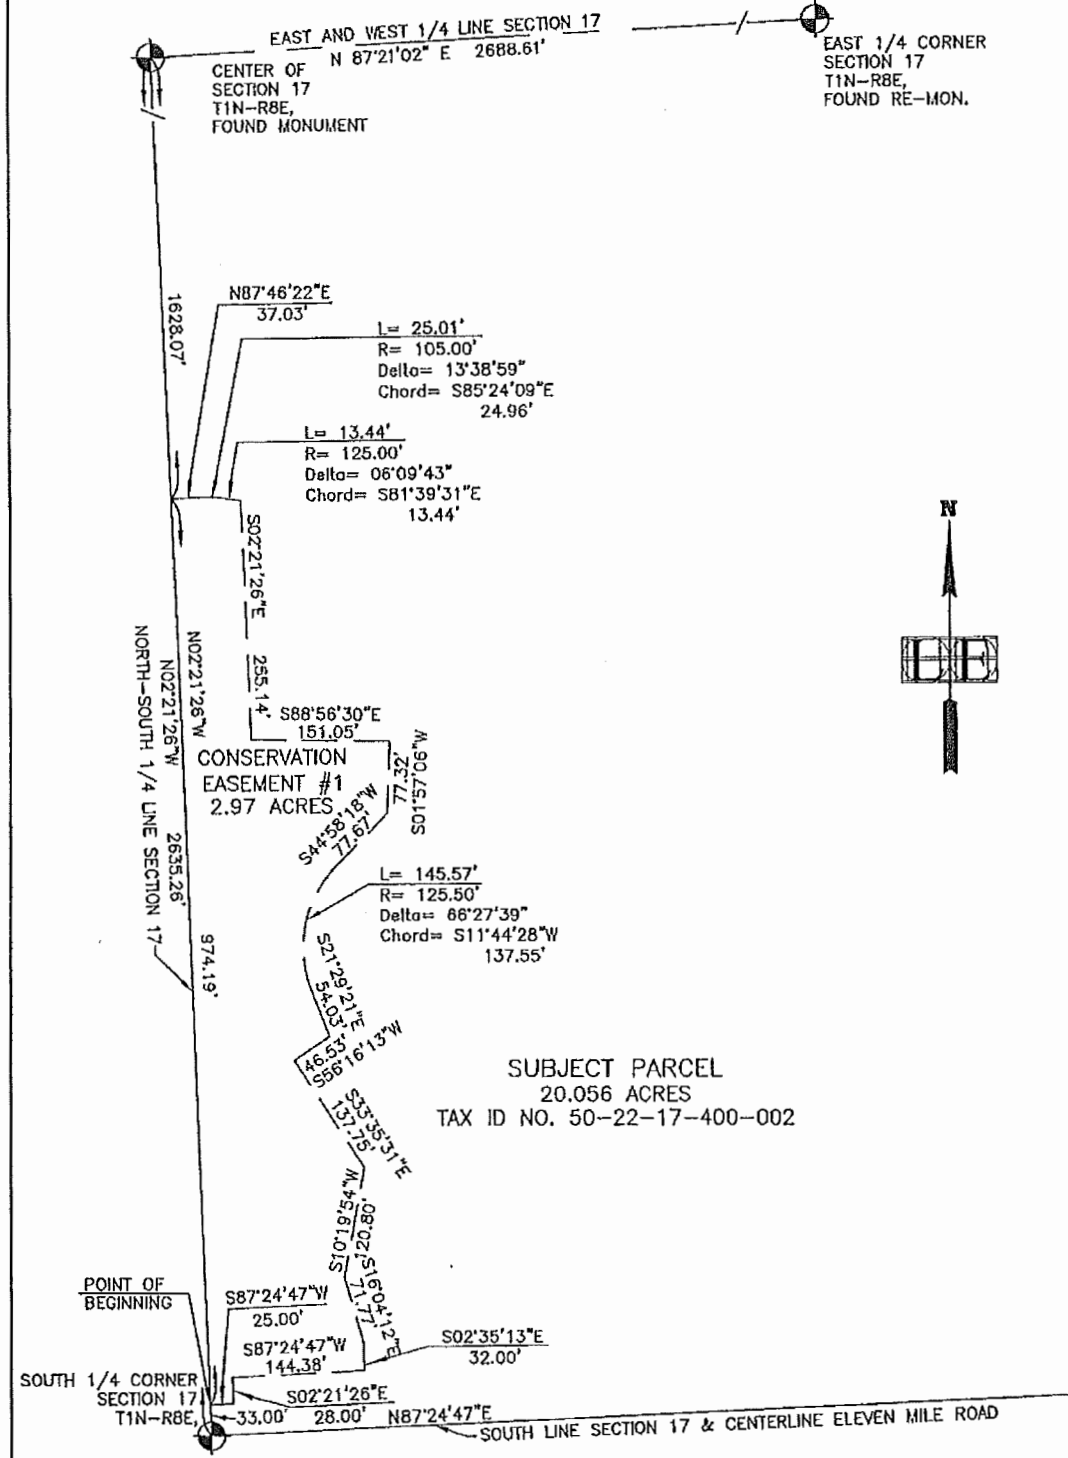 EAST AND WEST 1/4 LINE SECTION 17
N 87°21'02" E 2688.61'
CENTER OF
SECTION 17
T1N-R8E,
FOUND MONUMENT
EAST 1/4 CORNER
SECTION 17
T1N-R8E,
FOUND RE-MON.
1628.07'
N87°46'22"E
37.03'
L= 25.01'
R= 105.00'
Delta= 13°38'59"
Chord= S85°24'09"E
24.96'
L= 13.44'
R= 125.00'
Delta= 06°09'43"
Chord= S81°39'31"E
13.44'
N
LE
S02°21'26"E
255.14'
N02°21'26"W
N02°21'26"W 2635.26'
NORTH-SOUTH 1/4 LINE SECTION 17
S88°56'30"E
151.05'
CONSERVATION
EASEMENT #1
2.97 ACRES
77.32'
S01°57'06"W
S44°58'18"W
77.67'
L= 145.57'
R= 125.50'
Delta= 66°27'39"
Chord= S11°44'28"W
137.55'
974.19'
S21°29'21"E
54.03'
46.53'
S56°16'13"W
S33°35'31"E
137.75'
SUBJECT PARCEL
20.056 ACRES
TAX ID NO. 50-22-17-400-002
S10°19'54"W
120.80'
S16°04'12"E
71.77'
POINT OF
BEGINNING
S87°24'47"W
25.00'
S87°24'47"W
144.38'
S02°35'13"E
32.00'
SOUTH 1/4 CORNER
SECTION 17
T1N-R8E,
33.00'
S02°21'26"E
28.00'
N87°24'47"E
SOUTH LINE SECTION 17 & CENTERLINE ELEVEN MILE ROAD